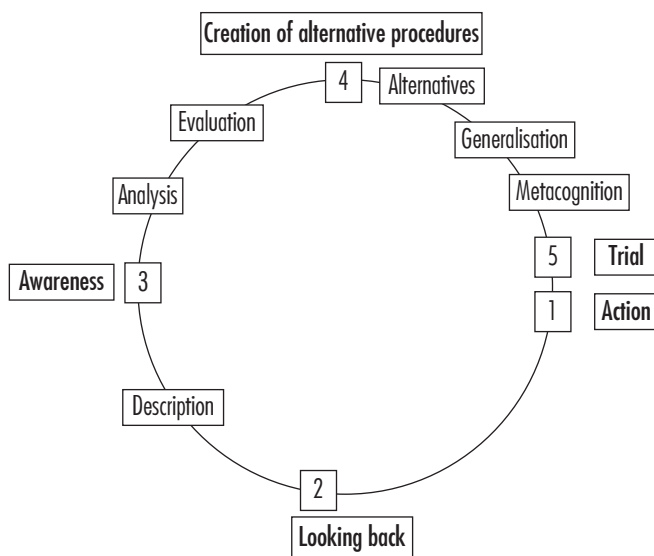 Creation of alternative procedures
4
Alternatives
Evaluation
Generalisation
Analysis
Metacognition
5
Trial
Awareness
3
1
Action
Description
2
Looking back